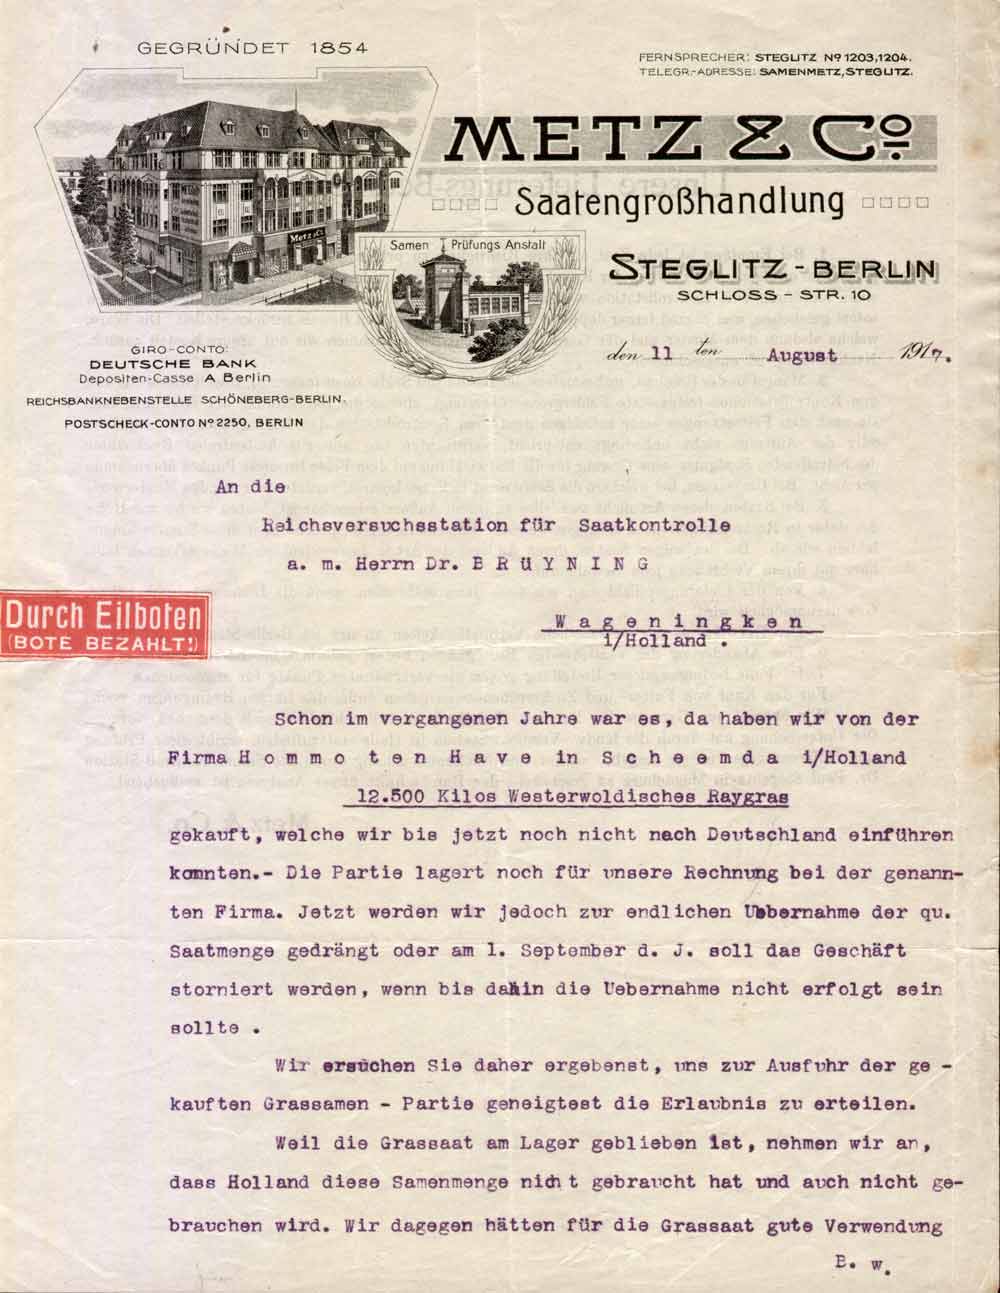 GEGRÜNDET 1854
FERNSPRECHER: STEGLITZ Nº 1203,1204.
TELEGR.-ADRESSE: SAMENMETZ, STEGLITZ.
METZ & Cº
Saatengroßhandlung
STEGLITZ - BERLIN
SCHLOSS - STR. 10
Metz & Co.
Samen Prüfungs Anstalt
GIRO-CONTO:
DEUTSCHE BANK
Depositen-Casse A Berlin
REICHSBANKNEBENSTELLE SCHÖNEBERG-BERLIN.
POSTSCHECK-CONTO Nº 2250, BERLIN
den 11 ten August 1917.
An die
Reichsversuchsstation für Saatkontrolle
a. m. Herrn Dr. B R U Y N I N G
W a g e n i n g k e n
i/Holland .
Durch Eilboten
(BOTE BEZAHLT!)
Schon im vergangenen Jahre war es, da haben wir von der
Firma H o m m o t e n H a v e i n S c h e e m d a i/Holland
12.500 Kilos Westerwoldisches Raygras
gekauft, welche wir bis jetzt noch nicht nach Deutschland einführen
konnten.- Die Partie lagert noch für unsere Rechnung bei der genann-
ten Firma. Jetzt werden wir jedoch zur endlichen Uebernahme der qu.
Saatmenge gedrängt oder am 1. September d. J. soll das Geschäft
storniert werden, wenn bis dahin die Uebernahme nicht erfolgt sein
sollte .
Wir ersuchen Sie daher ergebenst, uns zur Ausfuhr der ge -
kauften Grassamen - Partie geneigtest die Erlaubnis zu erteilen.
Weil die Grassaat am Lager geblieben ist, nehmen wir an,
dass Holland diese Samenmenge nicht gebraucht hat und auch nicht ge-
brauchen wird. Wir dagegen hätten für die Grassaat gute Verwendung
B. w.